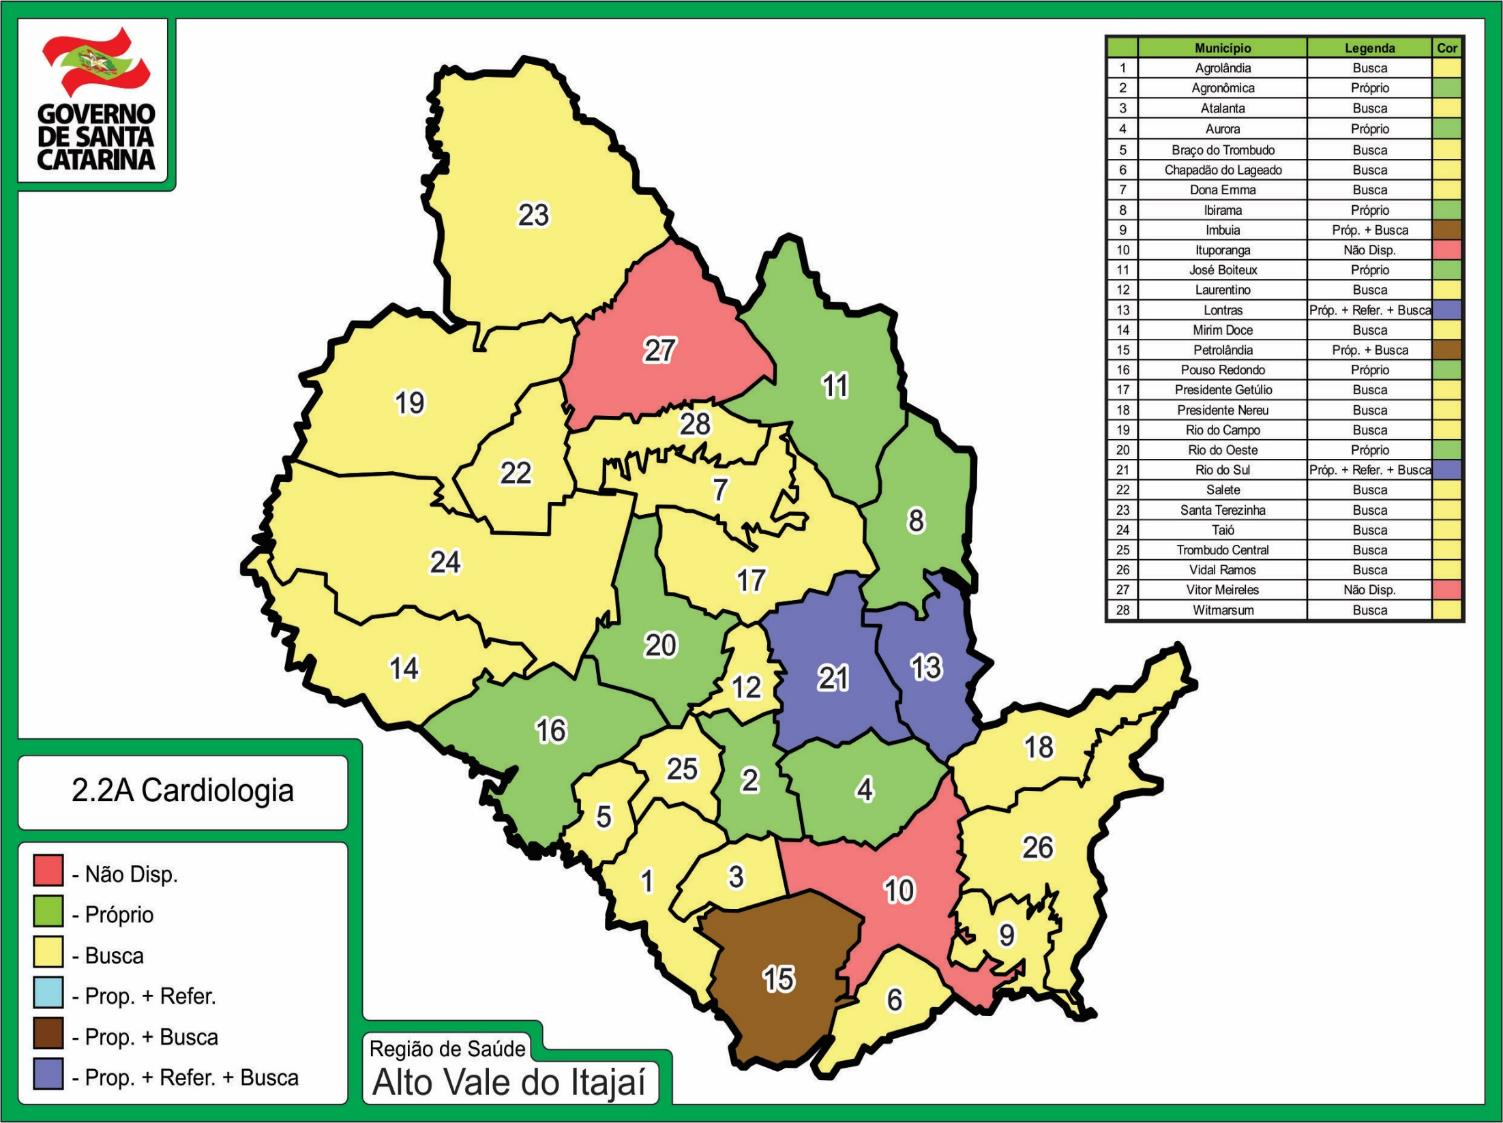 GOVERNO
DE SANTA
CATARINA
Município Legenda Cor
1 Agrolândia Busca
2 Agronômica Próprio
3 Atalanta Busca
4 Aurora Próprio
5 Braço do Trombudo Busca
6 Chapadão do Lageado Busca
7 Dona Emma Busca
8 Ibirama Próprio
9 Imbuia Próp. + Busca
10 Ituporanga Não Disp.
11 José Boiteux Próprio
12 Laurentino Busca
13 Lontras Próp. + Refer. + Busca
14 Mirim Doce Busca
15 Petrolândia Próp. + Busca
16 Pouso Redondo Próprio
17 Presidente Getúlio Busca
18 Presidente Nereu Busca
19 Rio do Campo Busca
20 Rio do Oeste Próprio
21 Rio do Sul Próp. + Refer. + Busca
22 Salete Busca
23 Santa Terezinha Busca
24 Taió Busca
25 Trombudo Central Busca
26 Vidal Ramos Busca
27 Vitor Meireles Não Disp.
28 Witmarsum Busca
23
27
11
19
28
22
7
8
24
17
20
14
21
13
12
16
18
25
2
4
5
26
1
3
10
9
15
6
2.2A Cardiologia
- Não Disp.
- Próprio
- Busca
- Prop. + Refer.
- Prop. + Busca
- Prop. + Refer. + Busca
Região de Saúde
Alto Vale do Itajaí